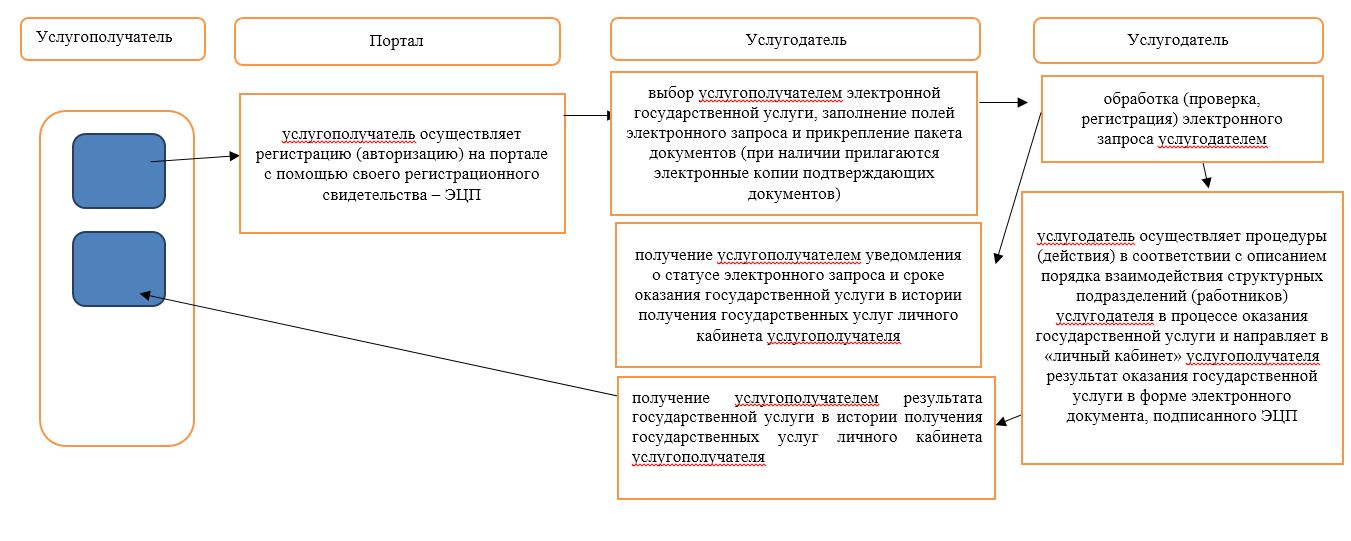 Услугополучатель
Портал
Услугодатель
Услугодатель
услугополучатель осуществляет
регистрацию (авторизацию) на портале
с помощью своего регистрационного
свидетельства – ЭЦП
выбор услугополучателем электронной
государственной услуги, заполнение полей
электронного запроса и прикрепление пакета
документов (при наличии прилагаются
электронные копии подтверждающих
документов)
обработка (проверка,
регистрация) электронного
запроса услугодателем
получение услугополучателем уведомления
о статусе электронного запроса и сроке
оказания государственной услуги в истории
получения государственных услуг личного
кабинета услугополучателя
услугодатель осуществляет процедуры
(действия) в соответствии с описанием
порядка взаимодействия структурных
подразделений (работников)
услугодателя в процессе оказания
государственной услуги и направляет в
«личный кабинет» услугополучателя
результат оказания государственной
услуги в форме электронного
документа, подписанного ЭЦП
получение услугополучателем результата
государственной услуги в истории получения
государственных услуг личного кабинета
услугополучателя